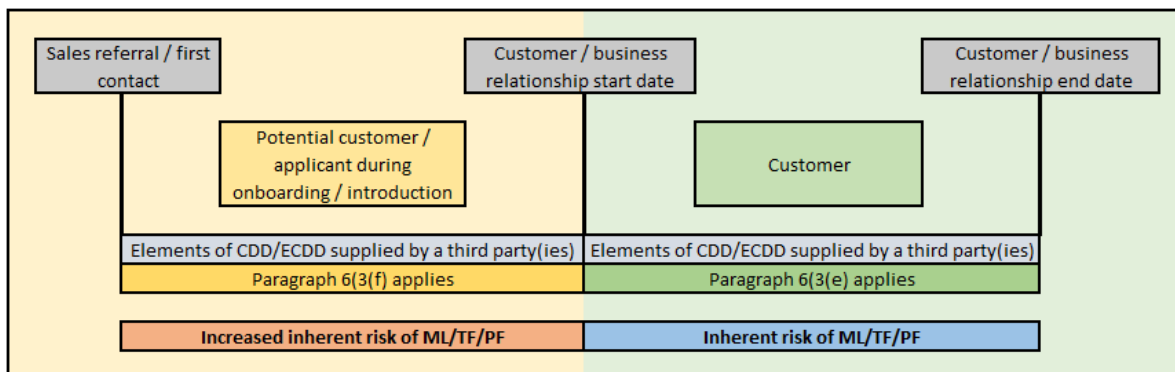 Sales referral / first
contact
Customer / business
relationship start date
Customer / business
relationship end date
Potential customer /
applicant during
onboarding / introduction
Customer
Elements of CDD/ECDD supplied by a third party(ies)
Elements of CDD/ECDD supplied by a third party(ies)
Paragraph 6(3(f) applies
Paragraph 6(3(e) applies
Increased inherent risk of ML/TF/PF
Inherent risk of ML/TF/PF